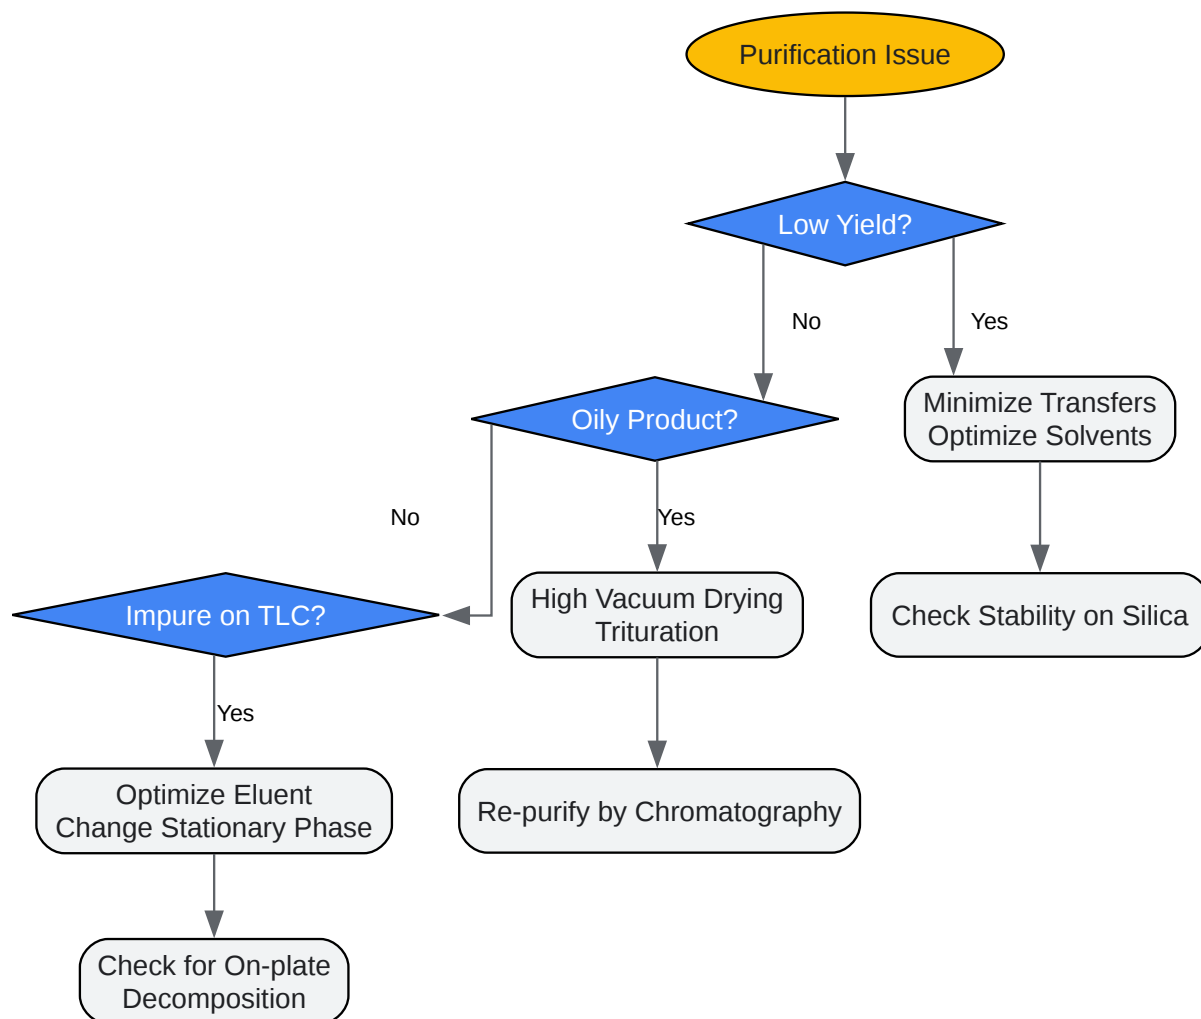 Purification Issue
Low Yield?
No
Yes
Oily Product?
Minimize Transfers
Optimize Solvents
No
Yes
Impure on TLC?
High Vacuum Drying
Trituration
Check Stability on Silica
Yes
Optimize Eluent
Change Stationary Phase
Re-purify by Chromatography
Check for On-plate
Decomposition